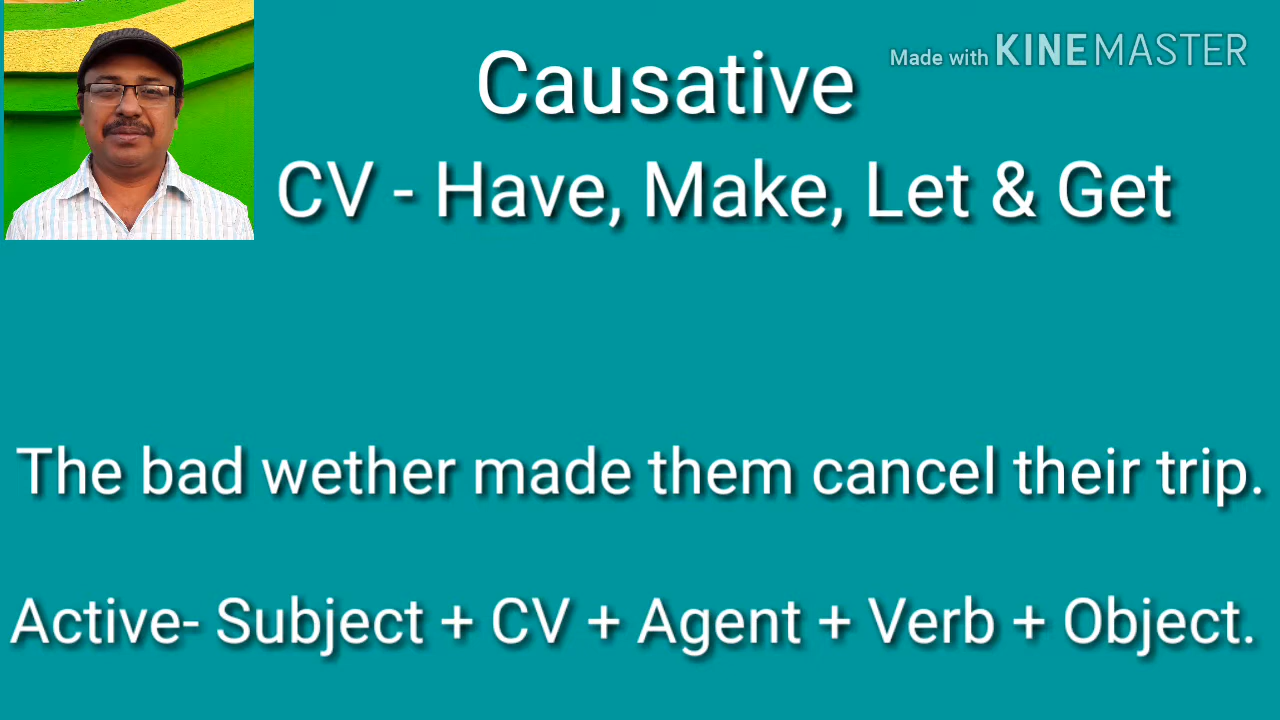 Causative
Made with KINEMASTER
CV - Have, Make, Let & Get
The bad wether made them cancel their trip.
Active- Subject + CV + Agent + Verb + Object.